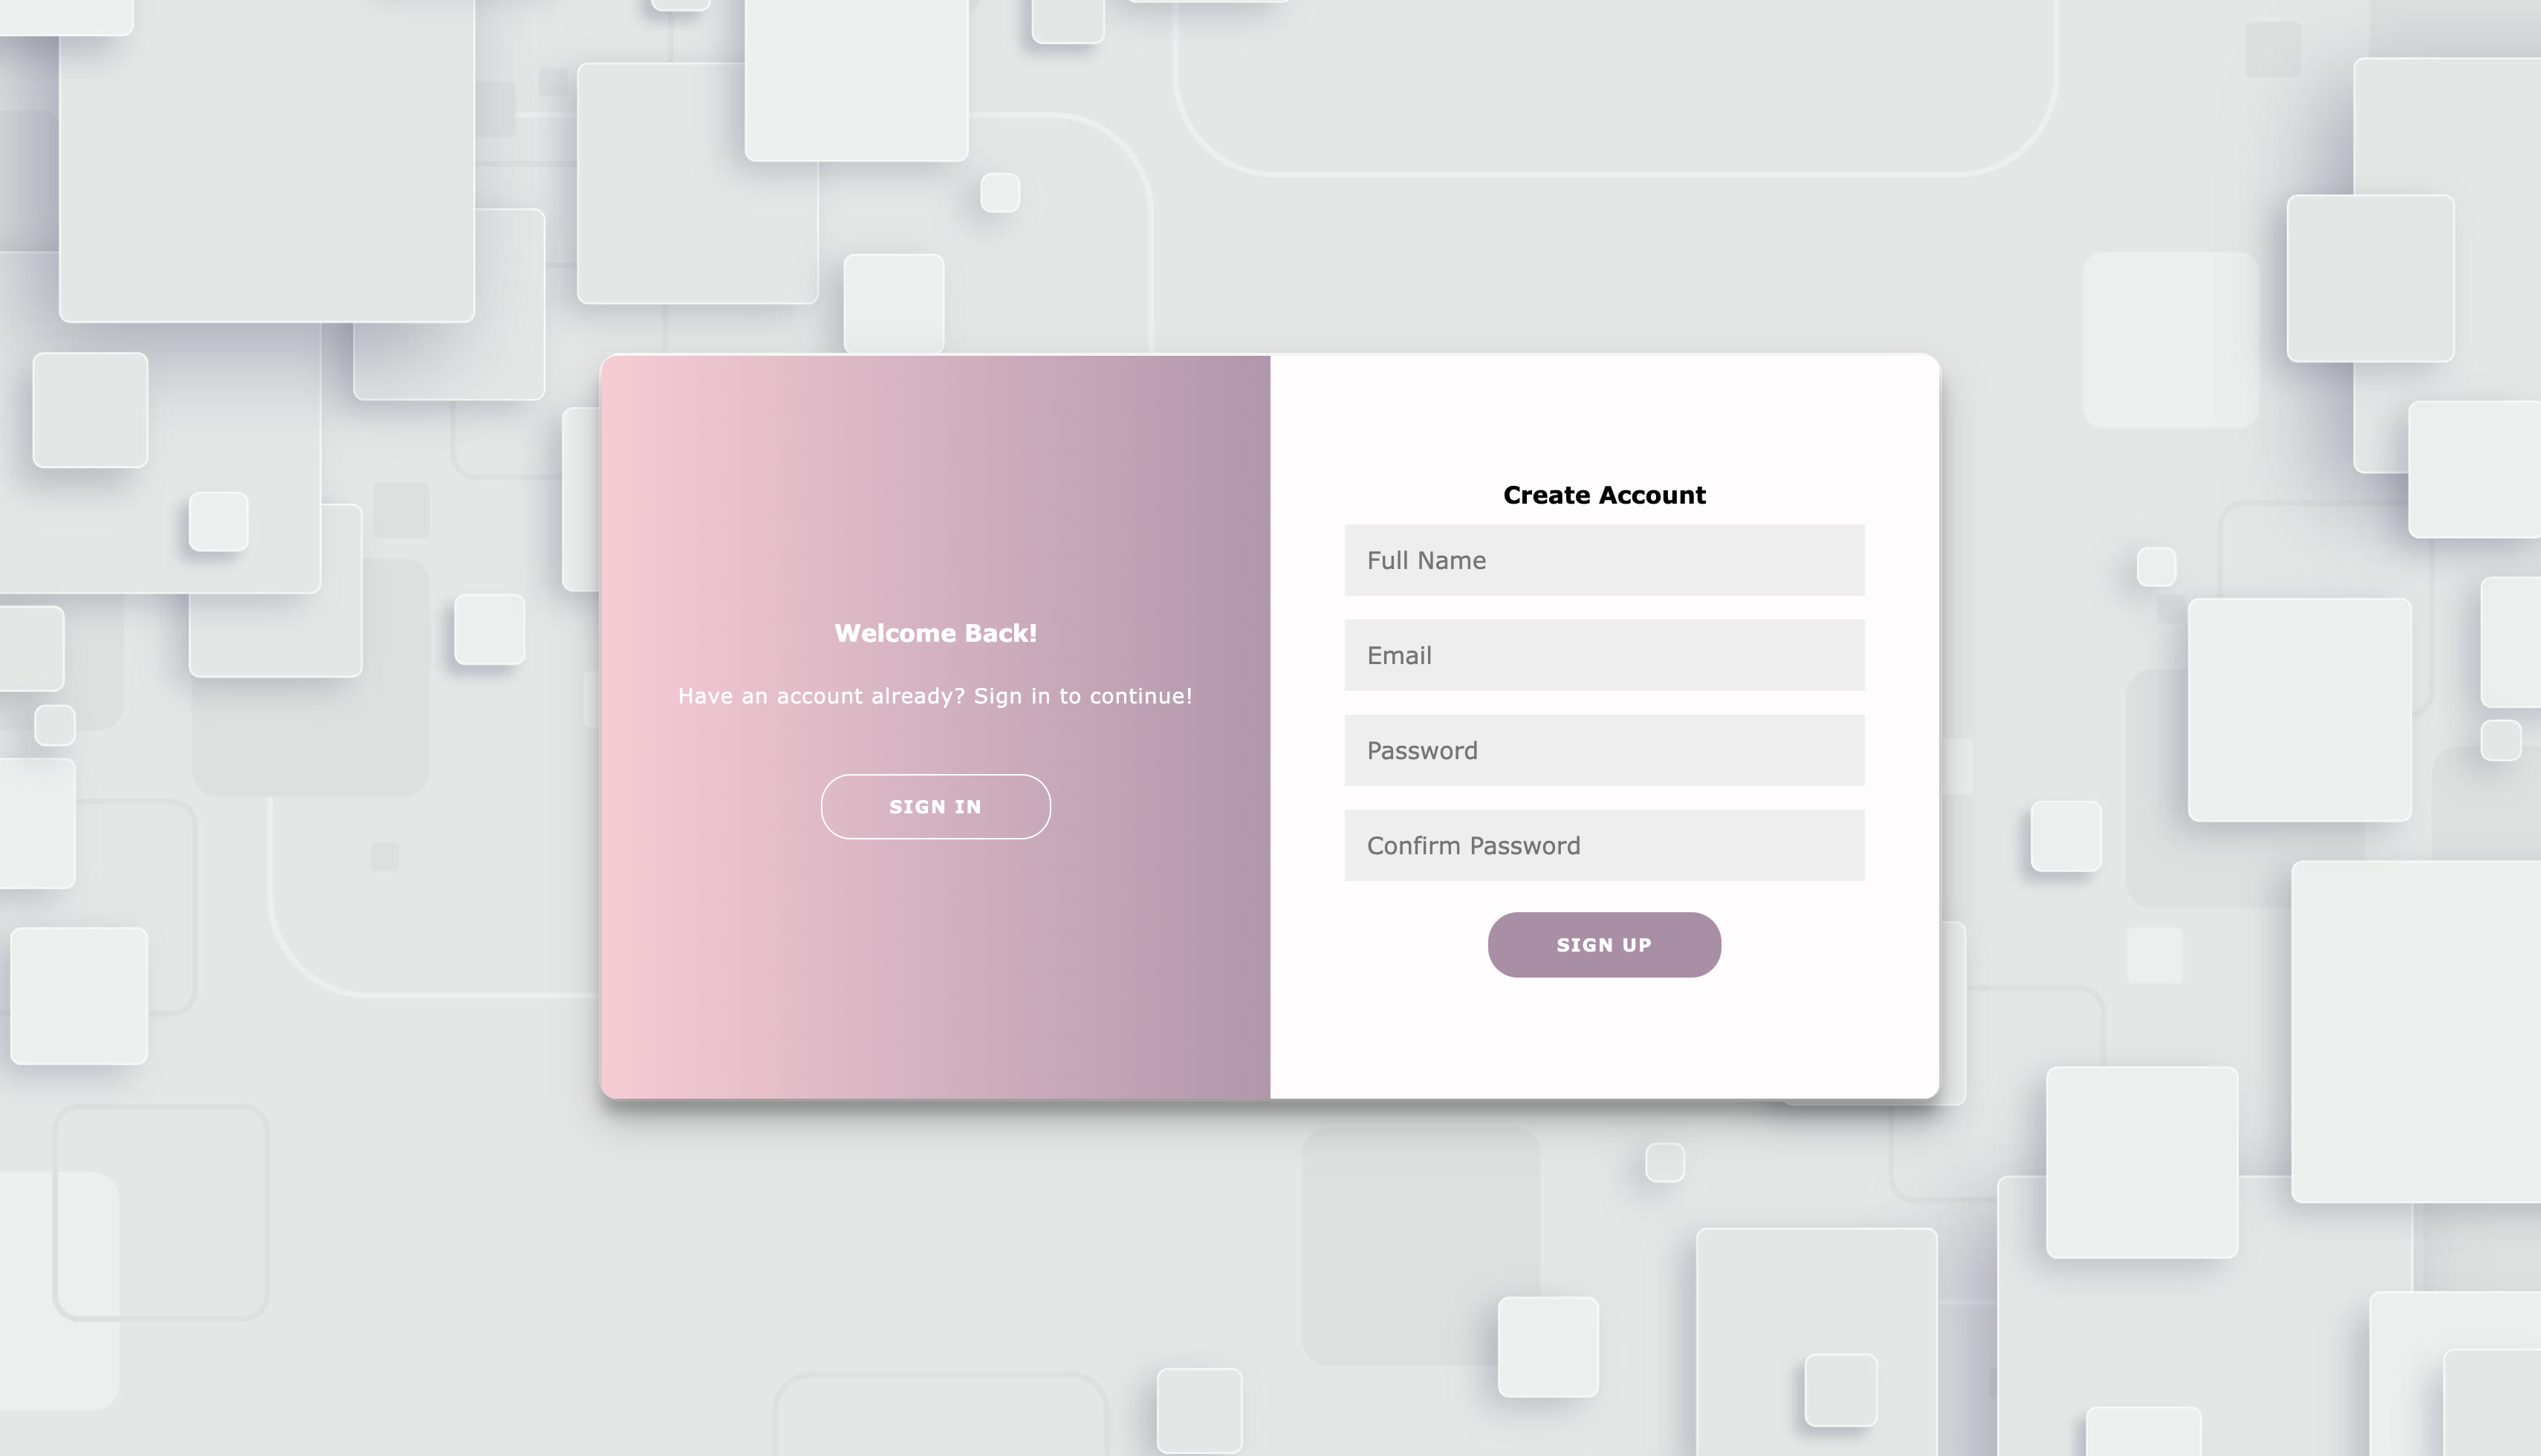 Welcome Back!
Have an account already? Sign in to continue!
SIGN IN
Create Account
Full Name
Email
Password
Confirm Password
SIGN UP